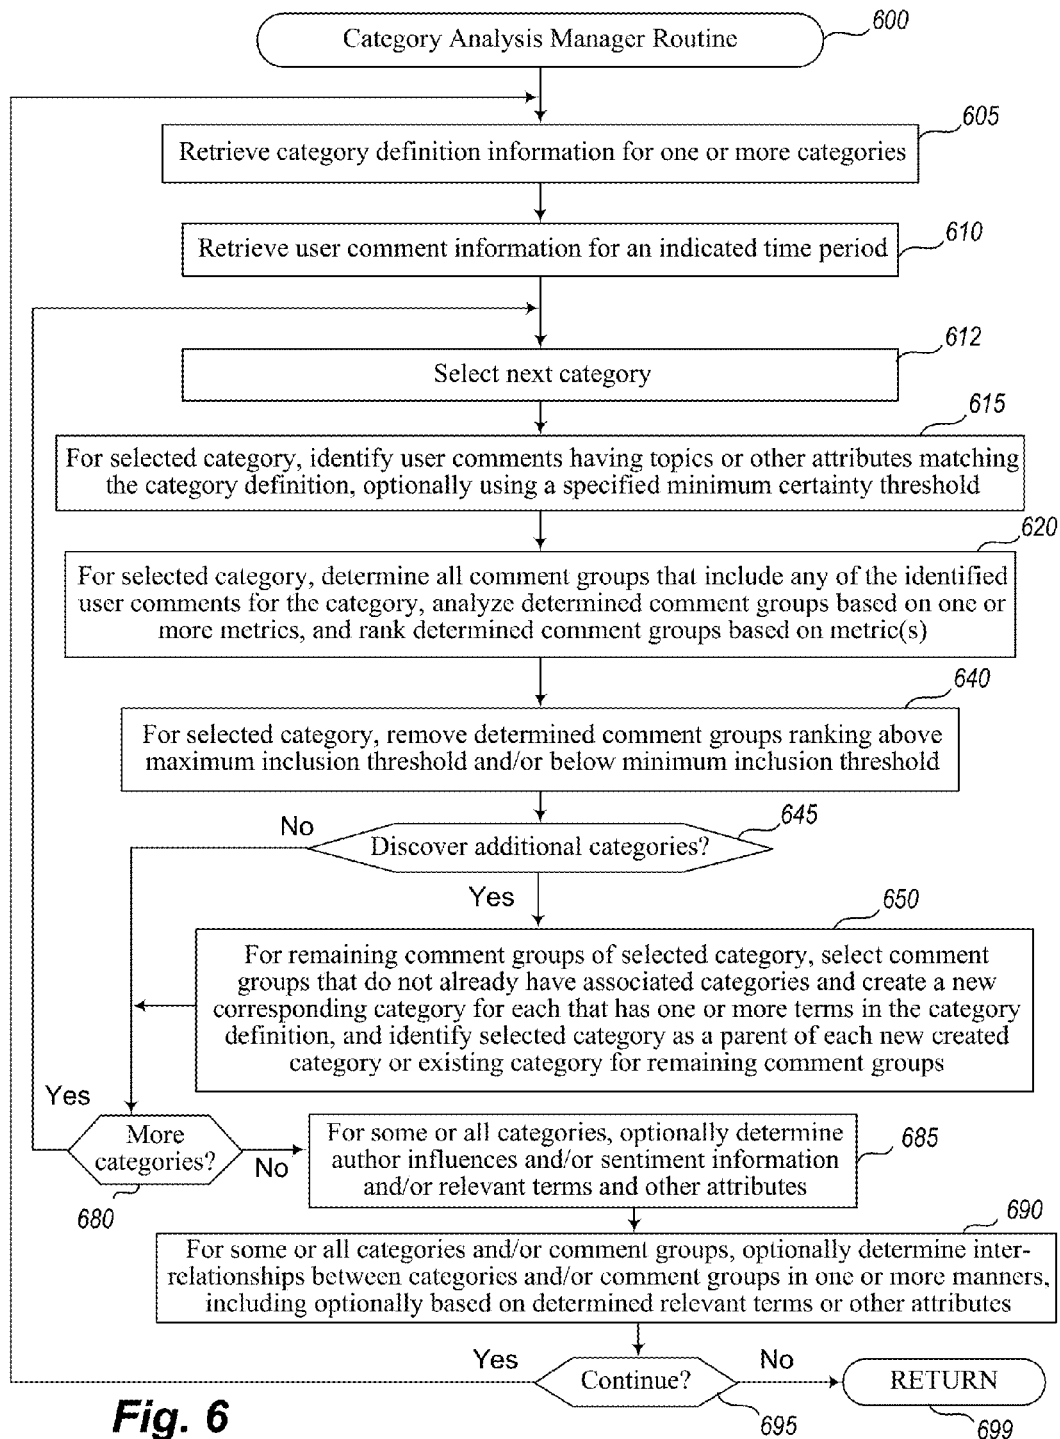 Category Analysis Manager Routine
600
605
Retrieve category definition information for one or more categories
610
Retrieve user comment information for an indicated time period
612
Select next category
615
For selected category, identify user comments having topics or other attributes matching
the category definition, optionally using a specified minimum certainty threshold
620
For selected category, determine all comment groups that include any of the identified
user comments for the category, analyze determined comment groups based on one or
more metrics, and rank determined comment groups based on metric(s)
640
For selected category, remove determined comment groups ranking above
maximum inclusion threshold and/or below minimum inclusion threshold
645
No
Discover additional categories?
Yes
650
For remaining comment groups of selected category, select comment
groups that do not already have associated categories and create a new
corresponding category for each that has one or more terms in the category
definition, and identify selected category as a parent of each new created
category or existing category for remaining comment groups
Yes
More
categories?
No
680
685
For some or all categories, optionally determine
author influences and/or sentiment information
and/or relevant terms and other attributes
690
For some or all categories and/or comment groups, optionally determine inter-
relationships between categories and/or comment groups in one or more manners,
including optionally based on determined relevant terms or other attributes
Yes
Continue?
No
RETURN
695
699
Fig. 6